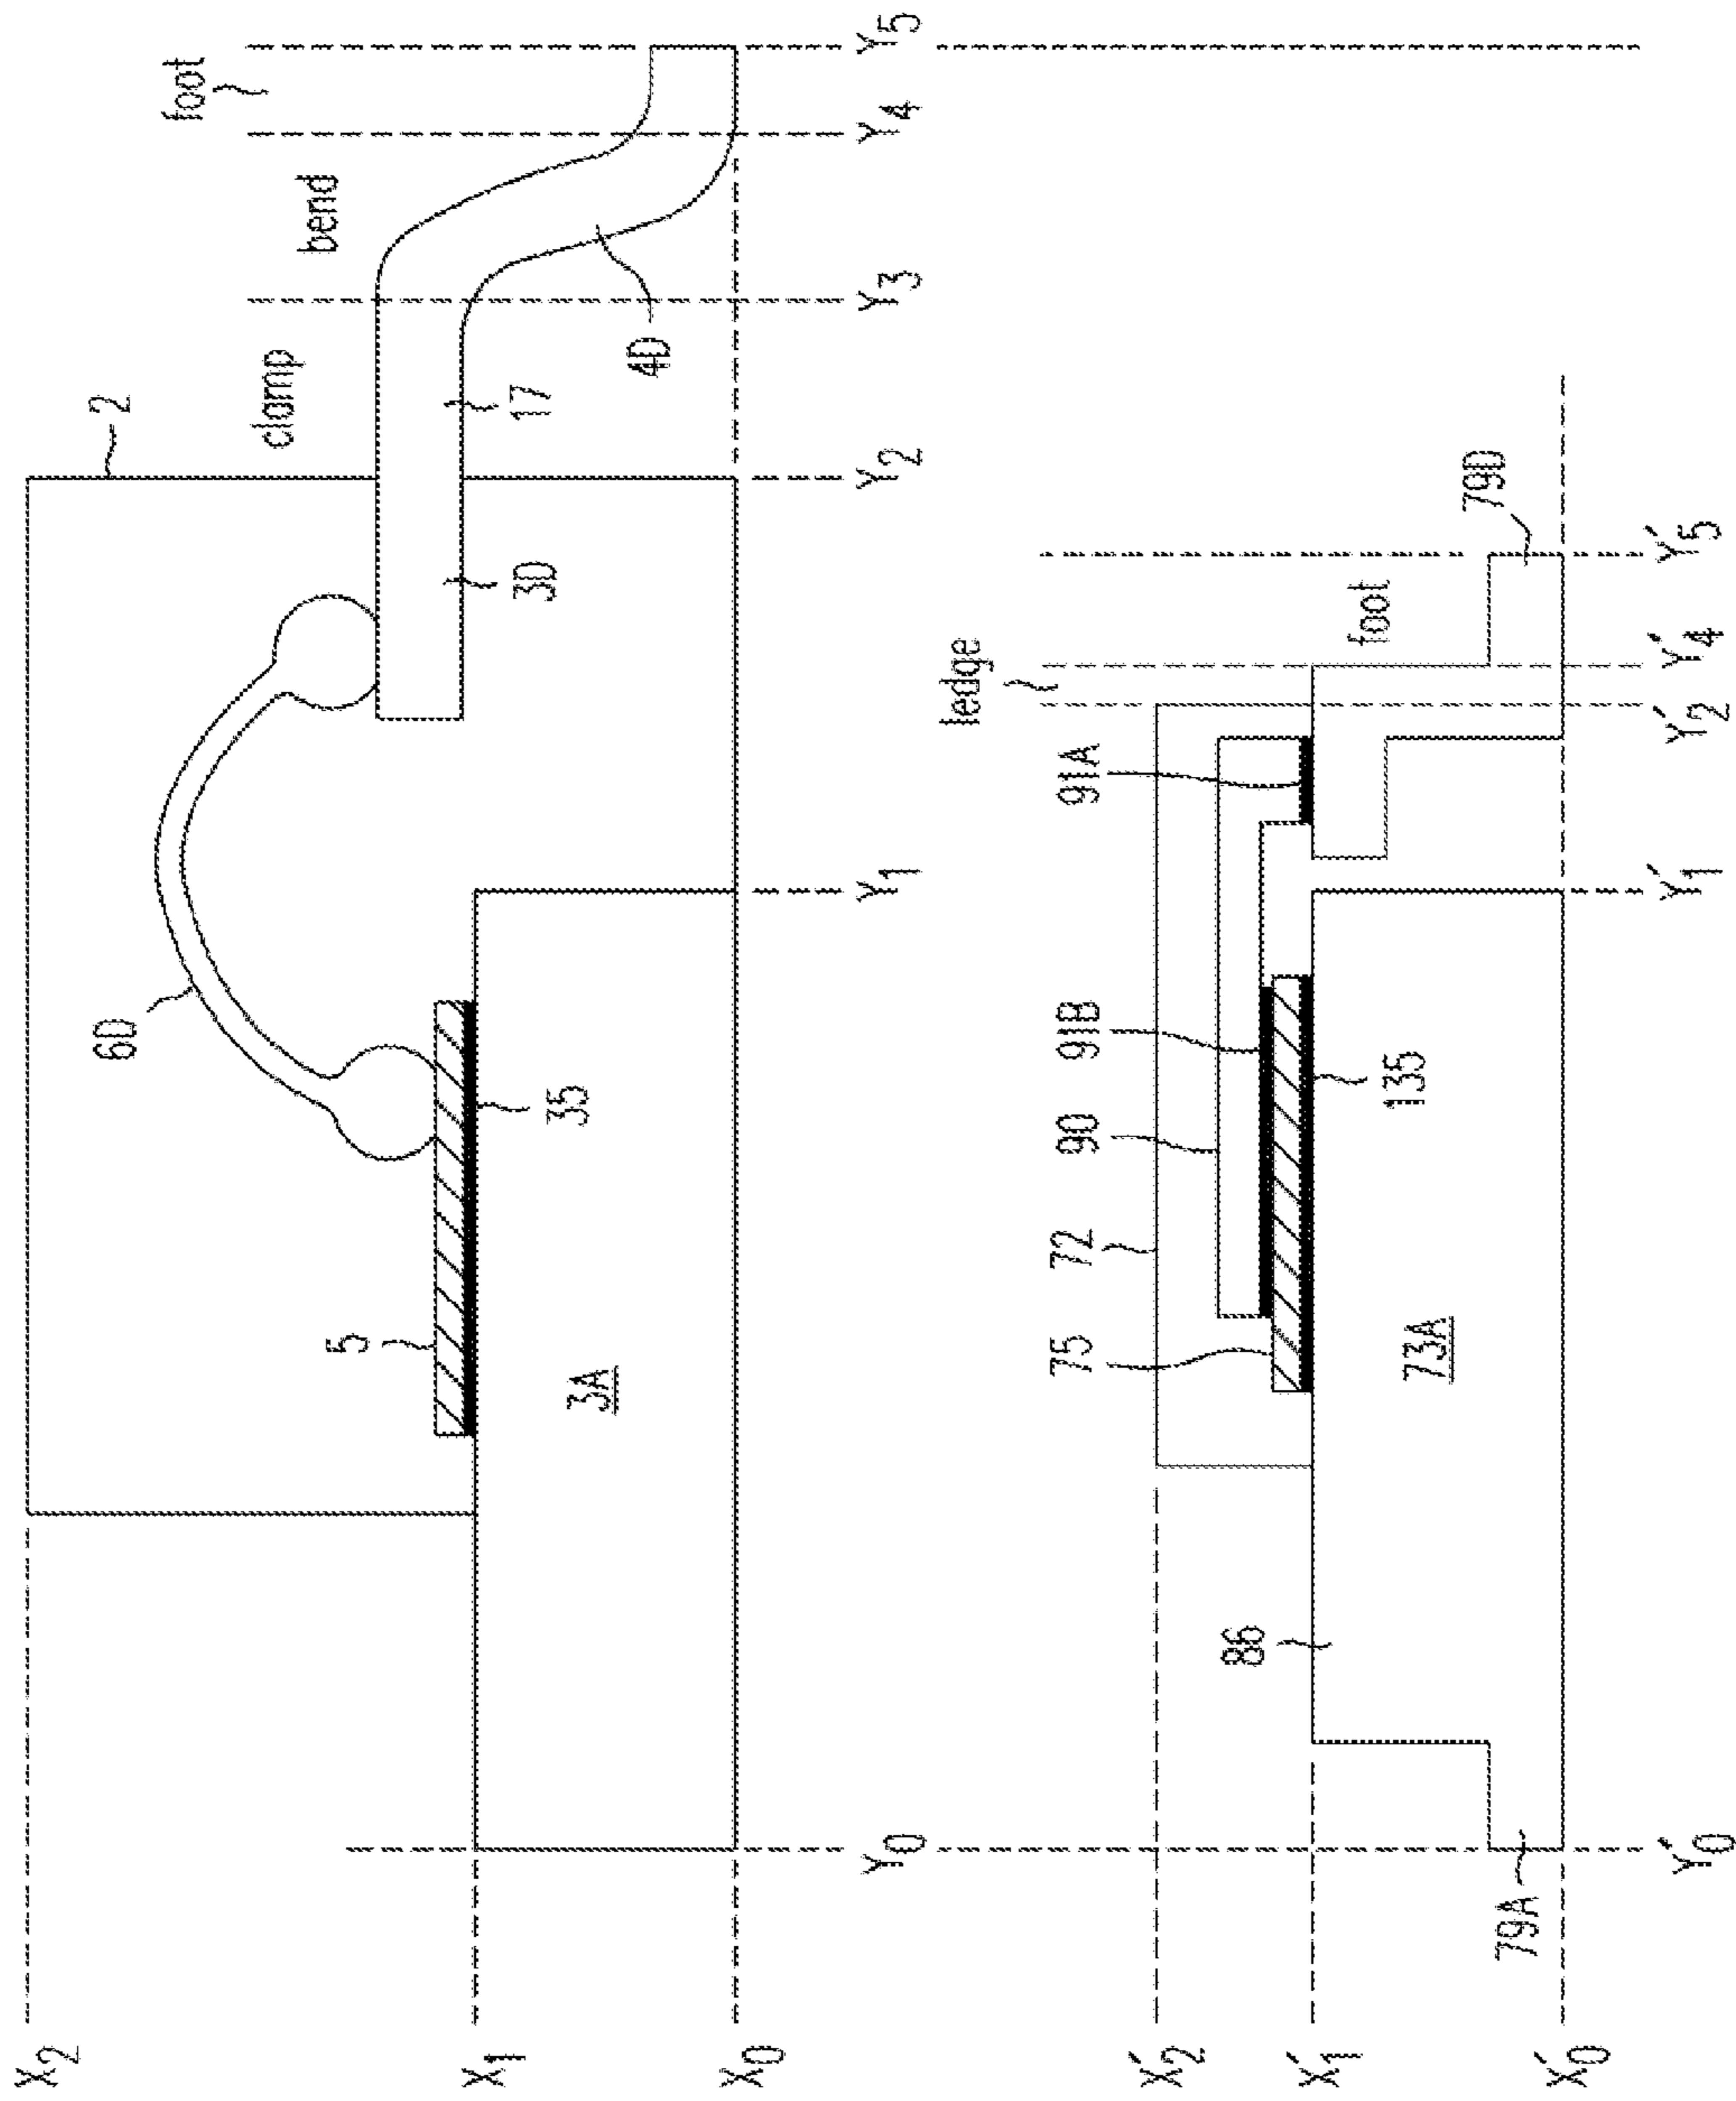 foot
bend
clamp
2
6D
5
35
3A
3D
17
4D
X₂
X₁
X₀
Y₀
Y₁
Y₂
Y₃
Y₄
Y₅
ledge
foot
79D
91A
91B
90
72
75
135
73A
86
79A
X′₂
X′₁
X′₀
Y′₀
Y′₁
Y′₂
Y′₄
Y′₅